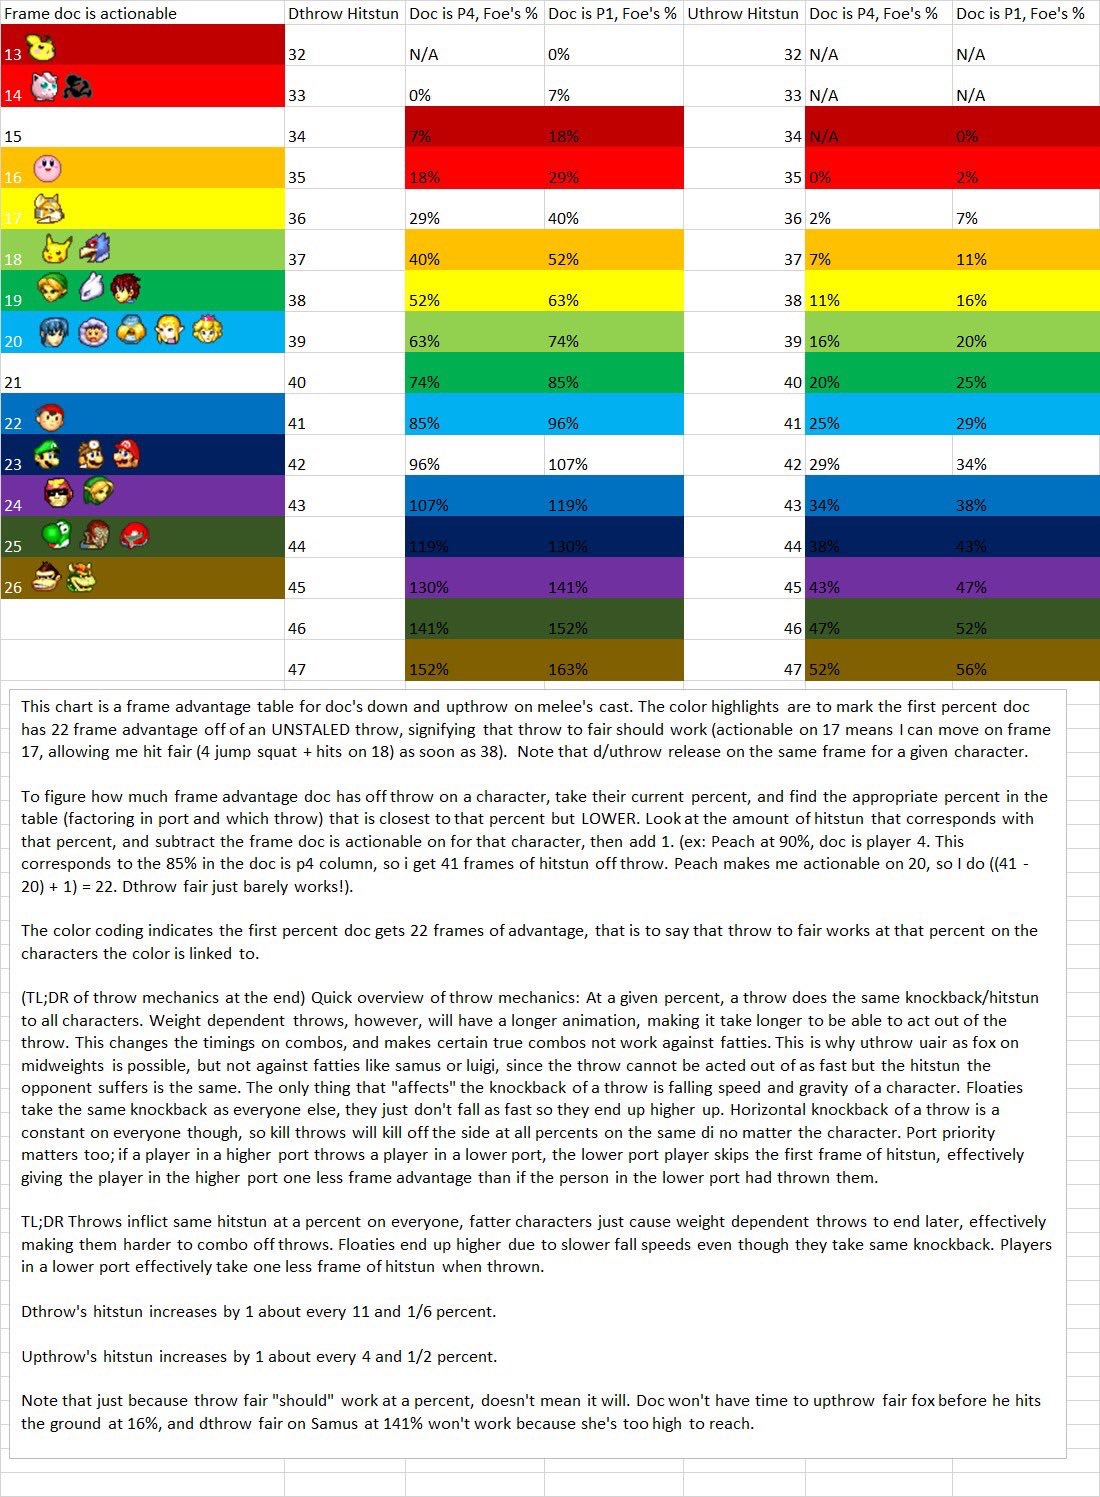 Frame doc is actionable Dthrow Hitstun Doc is P4, Foe's % Doc is P1, Foe's % Uthrow Hitstun Doc is P4, Foe's % Doc is P1, Foe's %
13 32 N/A 0% 32 N/A N/A
14 33 0% 7% 33 N/A N/A
15 34 7% 18% 34 N/A 0%
16 35 18% 29% 35 0% 2%
17 36 29% 40% 36 2% 7%
18 37 40% 52% 37 7% 11%
19 38 52% 63% 38 11% 16%
20 39 63% 74% 39 16% 20%
21 40 74% 85% 40 20% 25%
22 41 85% 96% 41 25% 29%
23 42 96% 107% 42 29% 34%
24 43 107% 119% 43 34% 38%
25 44 119% 130% 44 38% 43%
26 45 130% 141% 45 43% 47%
46 141% 152% 46 47% 52%
47 152% 163% 47 52% 56%
This chart is a frame advantage table for doc's down and upthrow on melee's cast. The color highlights are to mark the first percent doc
has 22 frame advantage off of an UNSTALED throw, signifying that throw to fair should work (actionable on 17 means I can move on frame
17, allowing me hit fair (4 jump squat + hits on 18) as soon as 38). Note that d/uthrow release on the same frame for a given character.
To figure how much frame advantage doc has off throw on a character, take their current percent, and find the appropriate percent in the
table (factoring in port and which throw) that is closest to that percent but LOWER. Look at the amount of hitstun that corresponds with
that percent, and subtract the frame doc is actionable on for that character, then add 1. (ex: Peach at 90%, doc is player 4. This
corresponds to the 85% in the doc is p4 column, so i get 41 frames of hitstun off throw. Peach makes me actionable on 20, so I do ((41 -
20) + 1) = 22. Dthrow fair just barely works!).
The color coding indicates the first percent doc gets 22 frames of advantage, that is to say that throw to fair works at that percent on the
characters the color is linked to.
(TL;DR of throw mechanics at the end) Quick overview of throw mechanics: At a given percent, a throw does the same knockback/hitstun
to all characters. Weight dependent throws, however, will have a longer animation, making it take longer to be able to act out of the
throw. This changes the timings on combos, and makes certain true combos not work against fatties. This is why uthrow uair as fox on
midweights is possible, but not against fatties like samus or luigi, since the throw cannot be acted out of as fast but the hitstun the
opponent suffers is the same. The only thing that "affects" the knockback of a throw is falling speed and gravity of a character. Floaties
take the same knockback as everyone else, they just don't fall as fast so they end up higher up. Horizontal knockback of a throw is a
constant on everyone though, so kill throws will kill off the side at all percents on the same di no matter the character. Port priority
matters too; if a player in a higher port throws a player in a lower port, the lower port player skips the first frame of hitstun, effectively
giving the player in the higher port one less frame advantage than if the person in the lower port had thrown them.
TL;DR Throws inflict same hitstun at a percent on everyone, fatter characters just cause weight dependent throws to end later, effectively
making them harder to combo off throws. Floaties end up higher due to slower fall speeds even though they take same knockback. Players
in a lower port effectively take one less frame of hitstun when thrown.
Dthrow's hitstun increases by 1 about every 11 and 1/6 percent.
Upthrow's hitstun increases by 1 about every 4 and 1/2 percent.
Note that just because throw fair "should" work at a percent, doesn't mean it will. Doc won't have time to upthrow fair fox before he hits
the ground at 16%, and dthrow fair on Samus at 141% won't work because she's too high to reach.